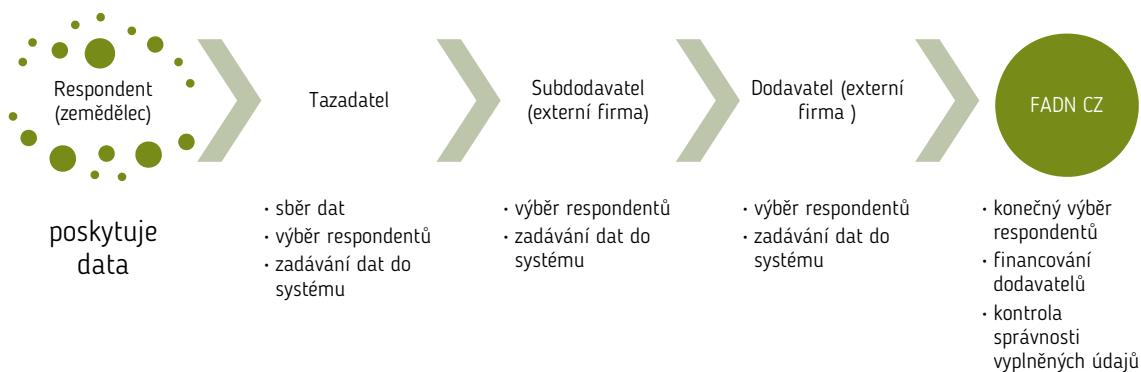 Respondent
(zemědělec)
Tazadatel
Subdodavatel
(externí firma)
Dodavatel (externí
firma )
FADN CZ
poskytuje
data
· sběr dat
· výběr respondentů
· zadávání dat do
systému
· výběr respondentů
· zadávání dat do
systému
· výběr respondentů
· zadávání dat do
systému
· konečný výběr
respondentů
· financování
dodavatelů
· kontrola
správnosti
vyplněných údajů